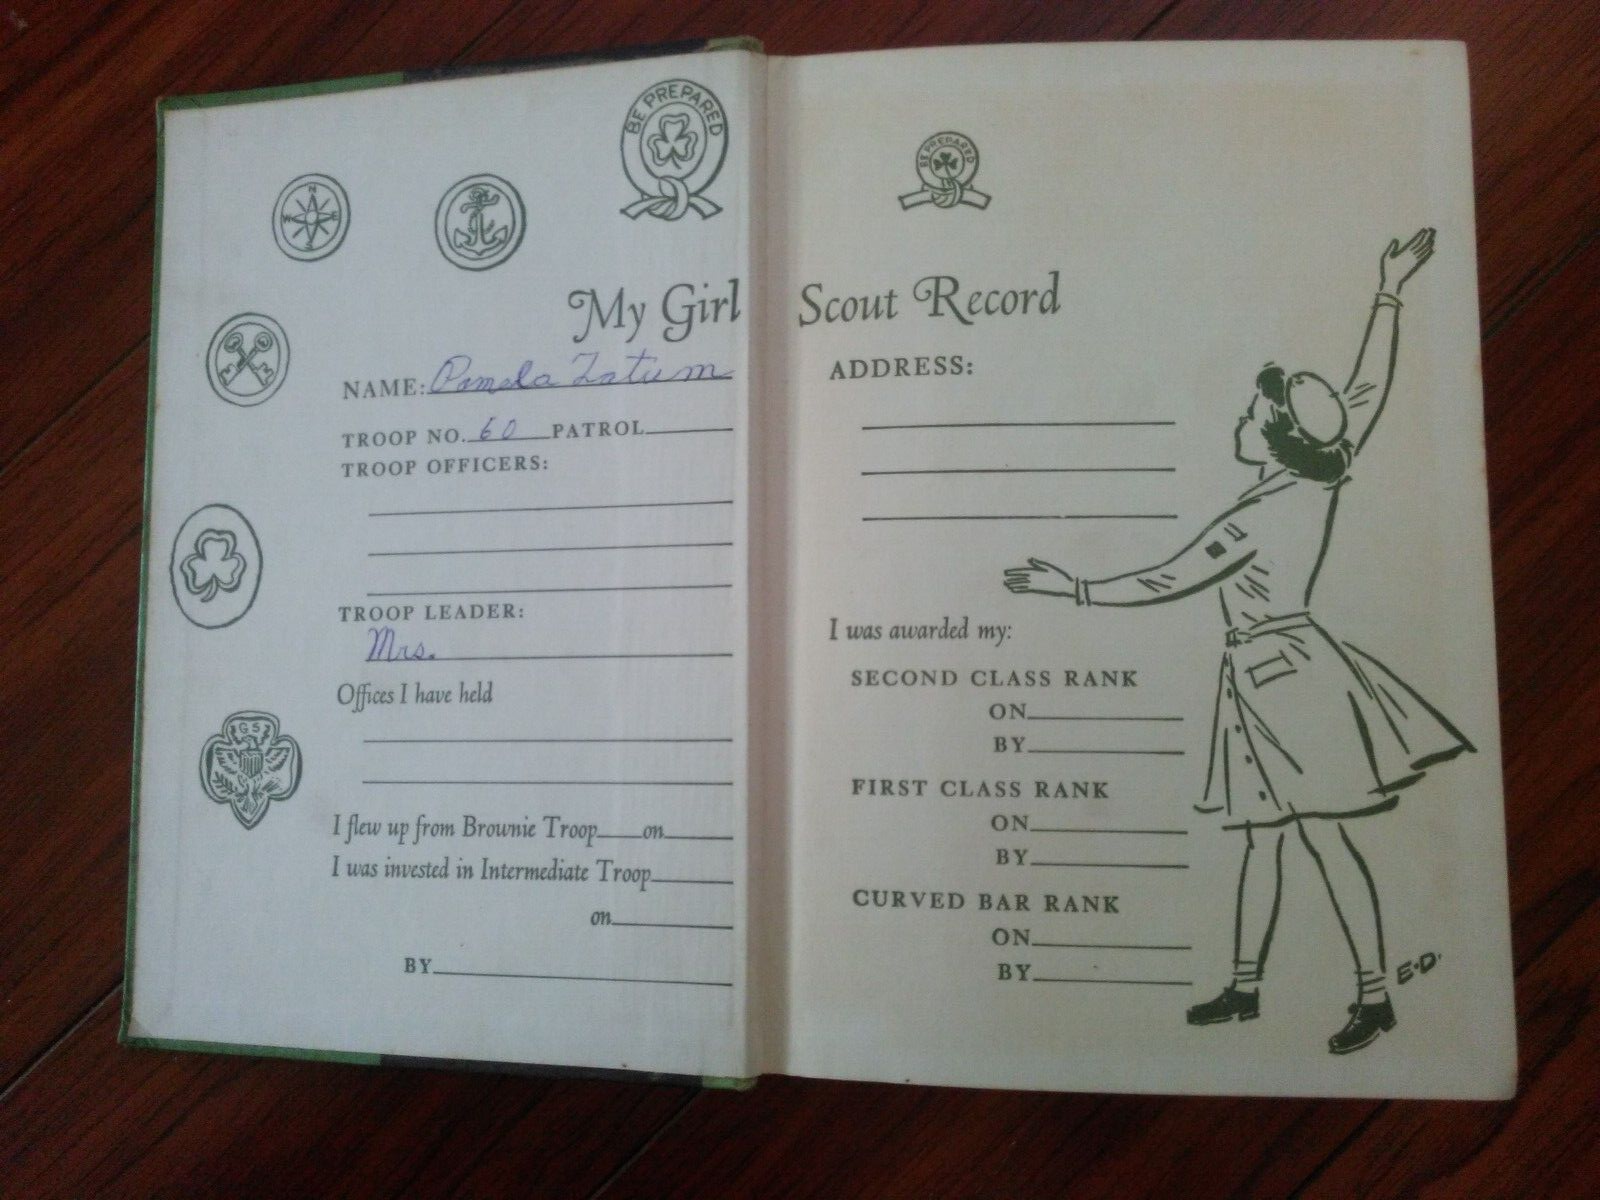 BE PREPARED
BE PREPARED
N
W E
S
My Girl Scout Record
NAME: Pamela Tatum
TROOP NO. 60 PATROL
TROOP OFFICERS:
TROOP LEADER:
Mrs.
Offices I have held
GS
I flew up from Brownie Troop on
I was invested in Intermediate Troop
on
BY
ADDRESS:
I was awarded my:
SECOND CLASS RANK
ON
BY
FIRST CLASS RANK
ON
BY
CURVED BAR RANK
ON
BY
E.D.